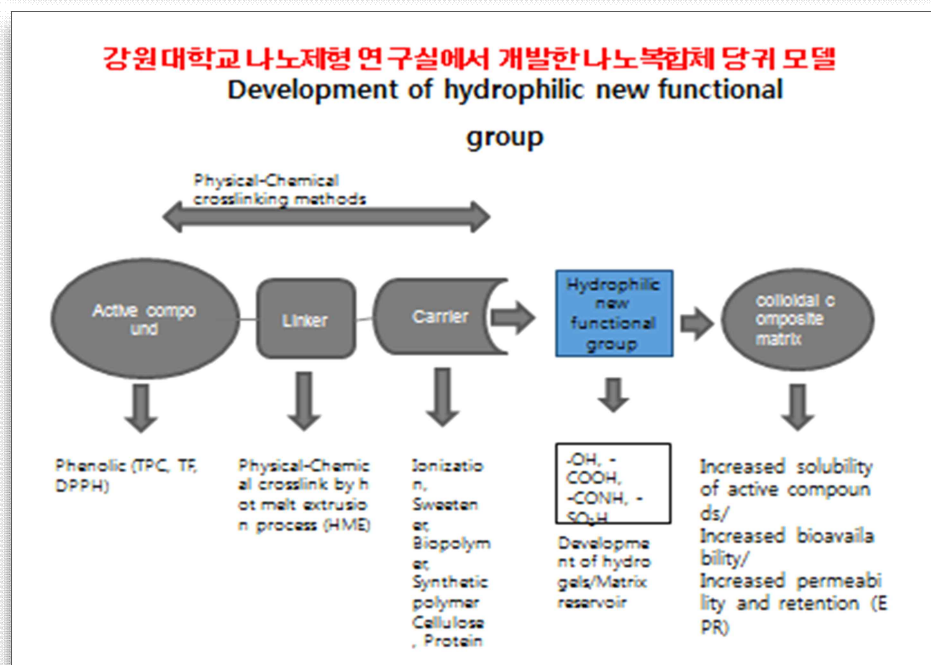 강원대학교 나노제형 연구실에서 개발한 나노복합체 당귀 모델
Development of hydrophilic new functional
group
Physical-Chemical
crosslinking methods
Active compo
und
Linker
Carrier
Hydrophilic
new
functional
group
colloidal c
omposite
matrix
Phenolic (TPC, TF,
DPPH)
Physical-Chemic
al crosslink by h
ot melt extrusio
n process (HME)
Ionizatio
n,
Sweeten
er,
Biopolym
er,
Synthetic
polymer
Cellulose
, Protein
-OH, -
COOH,
-CONH, -
SO₃H
Developme
nt of hydro
gels/Matrix
reservoir
Increased solubility
of active compoun
ds/
Increased bioavaila
bility/
Increased permeabi
lity and retention (E
PR)